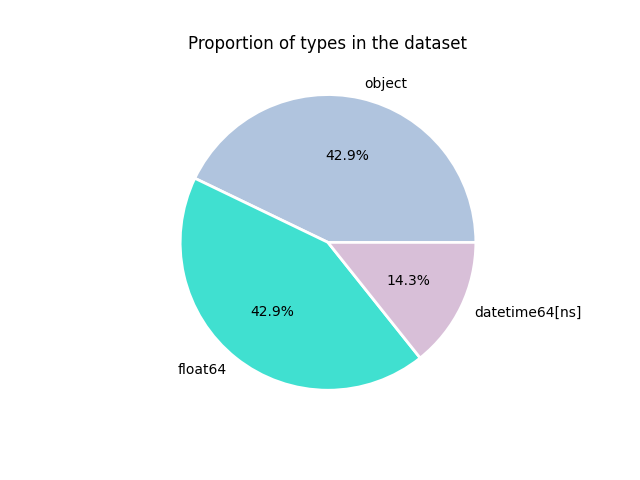 Proportion of types in the dataset
object
42.9%
14.3%
42.9%
datetime64[ns]
float64